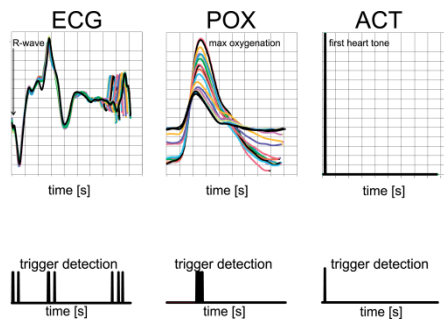 ECG
R-wave
time [s]
trigger detection
time [s]
POX
max oxygenation
time [s]
trigger detection
time [s]
ACT
first heart tone
time [s]
trigger detection
time [s]